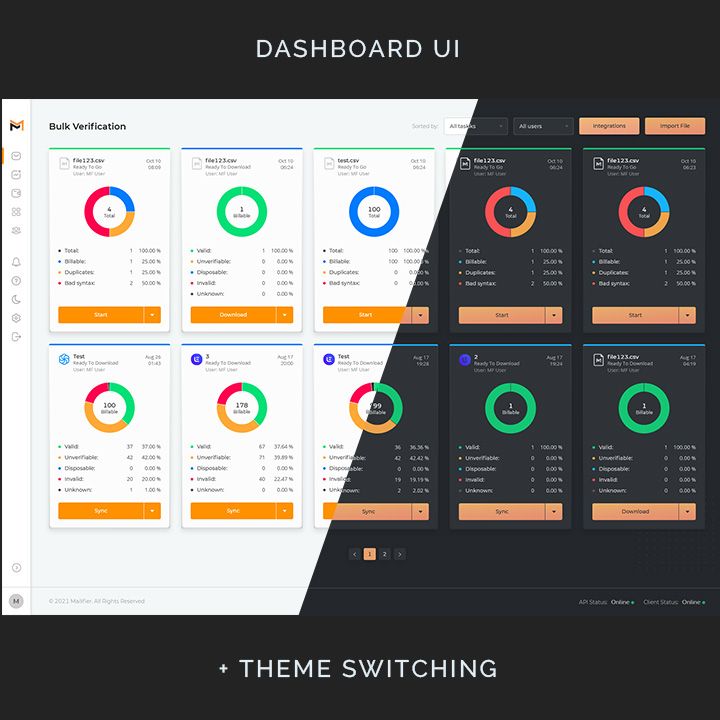 DASHBOARD UI
Bulk Verification
Sorted by: All tasks All users Integrations Import File
file123.csv Oct 10
Ready To Go 08:09
User: MF User
4
Total
Total: 1 100.00 %
Billable: 1 25.00 %
Duplicates: 1 25.00 %
Bad syntax: 2 50.00 %
Start
file123.csv Oct 10
Ready To Download 06:24
User: MF User
1
Billable
Valid: 1 100.00 %
Unverifiable: 0 0.00 %
Disposable: 0 0.00 %
Invalid: 0 0.00 %
Unknown: 0 0.00 %
Download
test.csv Oct 10
Ready To Go 06:24
User: MF User
100
Total
Total: 100 100.00 %
Billable: 100 100.00 %
Duplicates: 0 0.00 %
Bad syntax: 0 0.00 %
Start
file123.csv Oct 10
Ready To Go 06:24
User: MF User
4
Total
Total: 1 100.00 %
Billable: 1 25.00 %
Duplicates: 1 25.00 %
Bad syntax: 2 50.00 %
Start
file123.csv Oct 10
Ready To Go 06:23
User: MF User
4
Total
Total: 1 100.00 %
Billable: 1 25.00 %
Duplicates: 1 25.00 %
Bad syntax: 2 50.00 %
Start
Test Aug 26
Ready To Download 01:43
User: MF User
100
Billable
Valid: 37 37.00 %
Unverifiable: 42 42.00 %
Disposable: 0 0.00 %
Invalid: 20 20.00 %
Unknown: 1 1.00 %
Sync
3 Aug 17
Ready To Download 20:00
User: MF User
178
Billable
Valid: 67 37.64 %
Unverifiable: 71 39.89 %
Disposable: 0 0.00 %
Invalid: 40 22.47 %
Unknown: 0 0.00 %
Sync
Test Aug 17
Ready To Download 19:28
User: MF User
99
Billable
Valid: 36 36.36 %
Unverifiable: 42 42.42 %
Disposable: 0 0.00 %
Invalid: 19 19.19 %
Unknown: 2 2.02 %
Sync
2 Aug 17
Ready To Download 19:24
User: MF User
1
Billable
Valid: 1 100.00 %
Unverifiable: 0 0.00 %
Disposable: 0 0.00 %
Invalid: 0 0.00 %
Unknown: 0 0.00 %
Sync
file123.csv Aug 17
Ready To Download 04:19
User: MF User
1
Billable
Valid: 1 100.00 %
Unverifiable: 0 0.00 %
Disposable: 0 0.00 %
Invalid: 0 0.00 %
Unknown: 0 0.00 %
Download
< 1 2 >
M © 2021 Mailifier. All Rights Reserved API Status: Online Client Status: Online
+ THEME SWITCHING